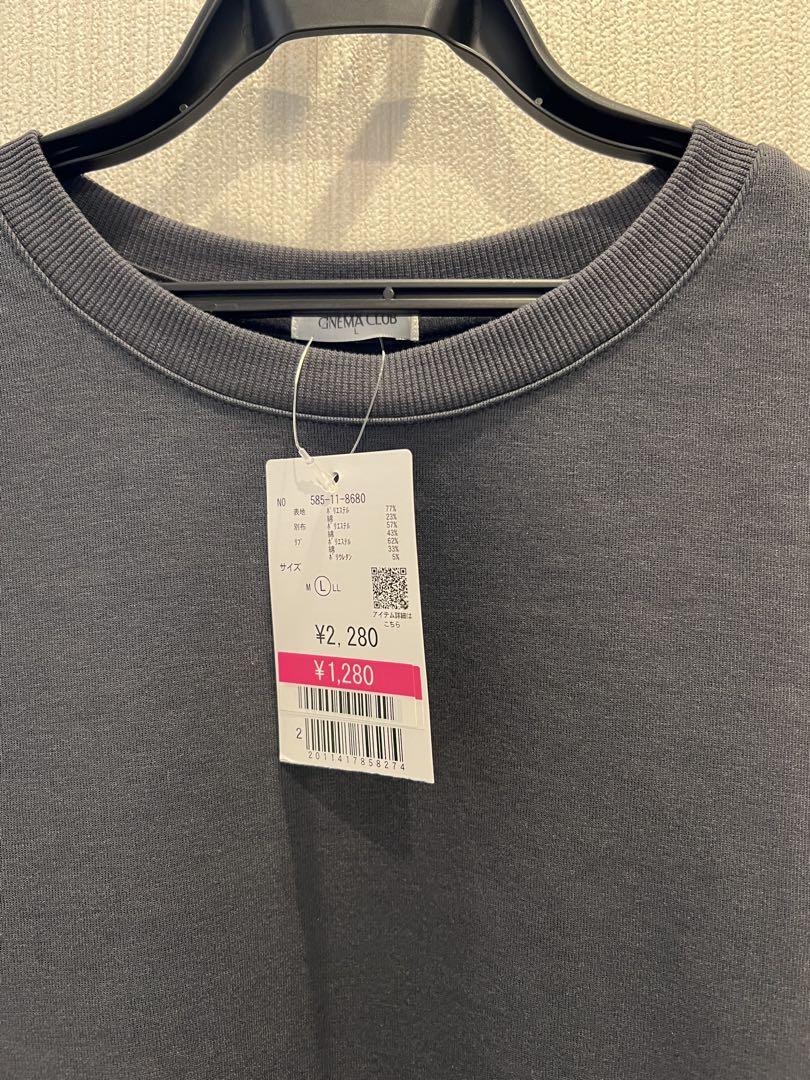 CINEMA CLUB
L
NO 585-11-8680
表地 ポリエステル 77%
綿 23%
別布 ポリエステル 57%
綿 43%
リブ ポリエステル 62%
綿 33%
ポリウレタン 5%
サイズ
M L LL
アイテム詳細は
こちら
¥2,280
¥1,280
2
2011417858274